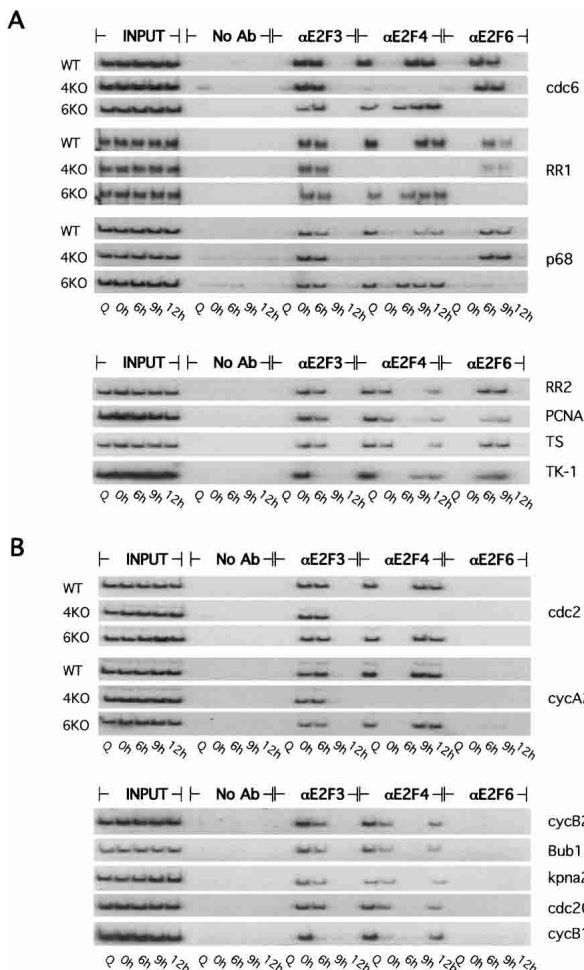 A
⊢ INPUT ⊣⊢ No Ab ⊣⊢ αE2F3 ⊣⊢ αE2F4 ⊣⊢ αE2F6 ⊣
WT
4KO cdc6
6KO
WT
4KO RR1
6KO
WT
4KO p68
6KO
Q 0h 6h 9h 12h Q 0h 6h 9h 12h Q 0h 6h 9h 12h Q 0h 6h 9h 12h Q 0h 6h 9h 12h
⊢ INPUT ⊣⊢ No Ab ⊣⊢ αE2F3 ⊣⊢ αE2F4 ⊣⊢ αE2F6 ⊣
RR2
PCNA
TS
TK-1
Q 0h 6h 9h 12h Q 0h 6h 9h 12h Q 0h 6h 9h 12h Q 0h 6h 9h 12h Q 0h 6h 9h 12h
B
⊢ INPUT ⊣⊢ No Ab ⊣⊢ αE2F3 ⊣⊢ αE2F4 ⊣⊢ αE2F6 ⊣
WT
4KO cdc2
6KO
WT
4KO cycA2
6KO
Q 0h 6h 9h 12h Q 0h 6h 9h 12h Q 0h 6h 9h 12h Q 0h 6h 9h 12h Q 0h 6h 9h 12h
⊢ INPUT ⊣⊢ No Ab ⊣⊢ αE2F3 ⊣⊢ αE2F4 ⊣⊢ αE2F6 ⊣
cycB2
Bub1
kpna2
cdc20
cycB1
Q 0h 6h 9h 12h Q 0h 6h 9h 12h Q 0h 6h 9h 12h Q 0h 6h 9h 12h Q 0h 6h 9h 12h